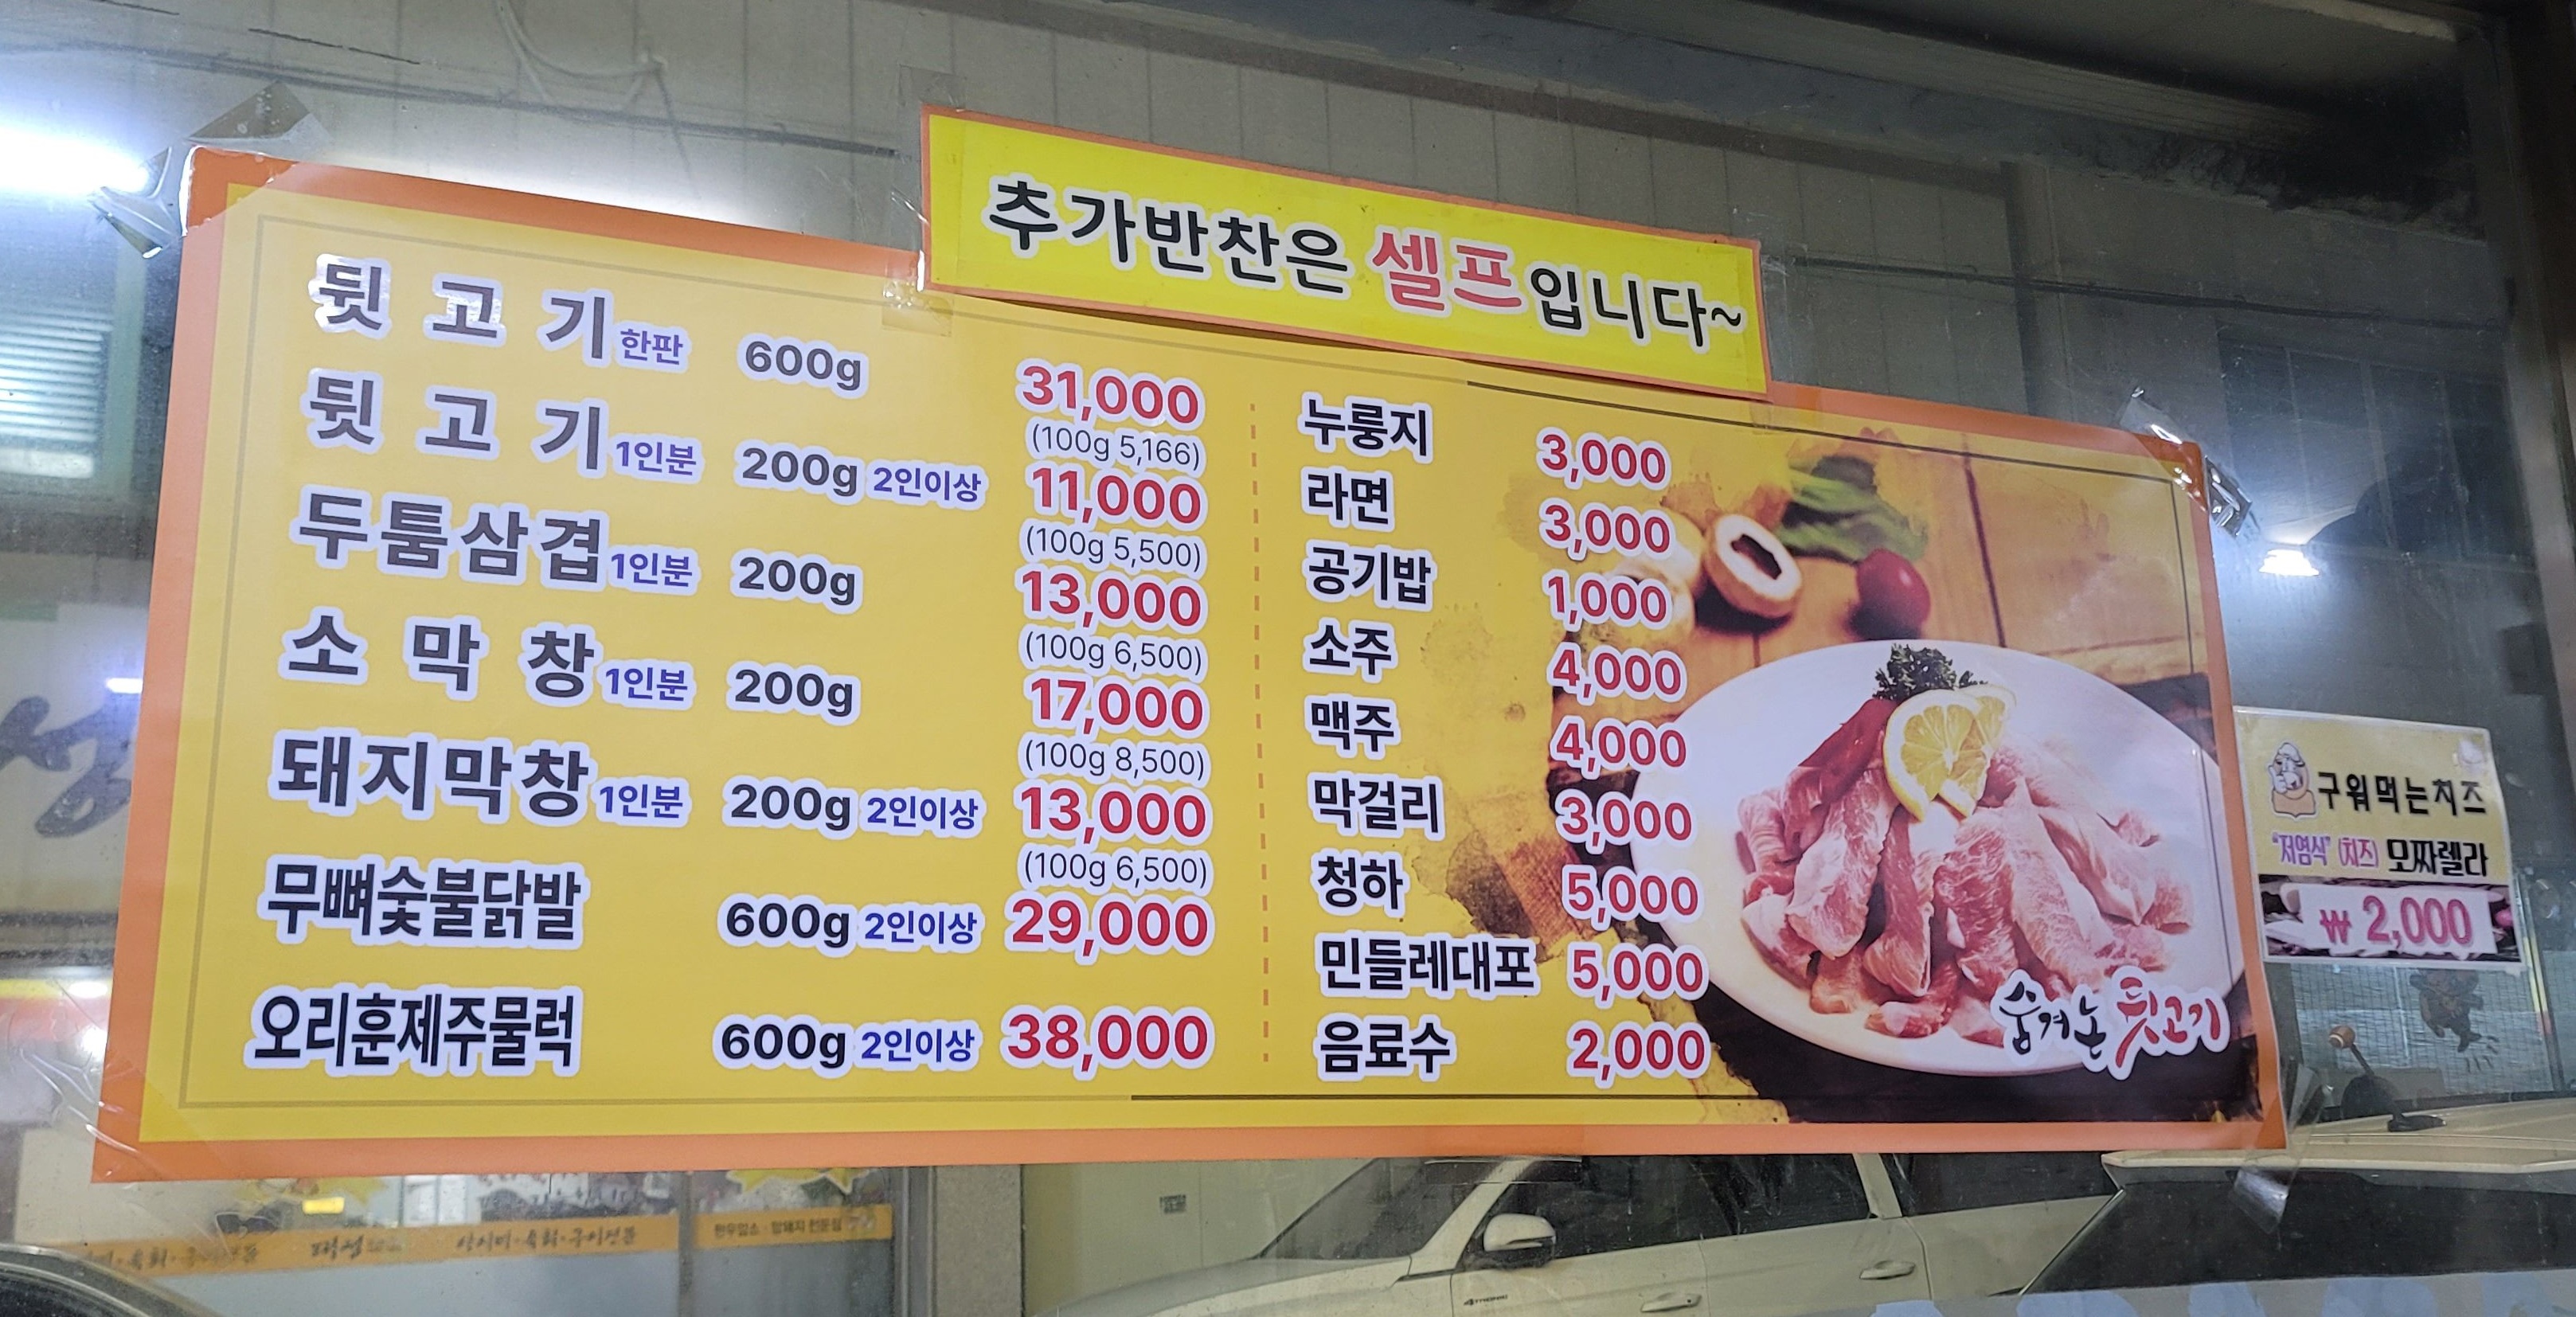 추가반찬은 셀프입니다~
뒷고기 한판 600g 31,000
(100g 5,166)
뒷고기 1인분 200g 2인이상 11,000
(100g 5,500)
두툼삼겹 1인분 200g 13,000
(100g 6,500)
소막창 1인분 200g 17,000
(100g 8,500)
돼지막창 1인분 200g 2인이상 13,000
(100g 6,500)
무뼈숯불닭발 600g 2인이상 29,000
오리훈제주물럭 600g 2인이상 38,000
누룽지 3,000
라면 3,000
공기밥 1,000
소주 4,000
맥주 4,000
막걸리 3,000
청하 5,000
민들레대포 5,000
음료수 2,000
숨겨논 뒷고기
구워먹는치즈
"저염식" (치즈) 모짜렐라
₩ 2,000